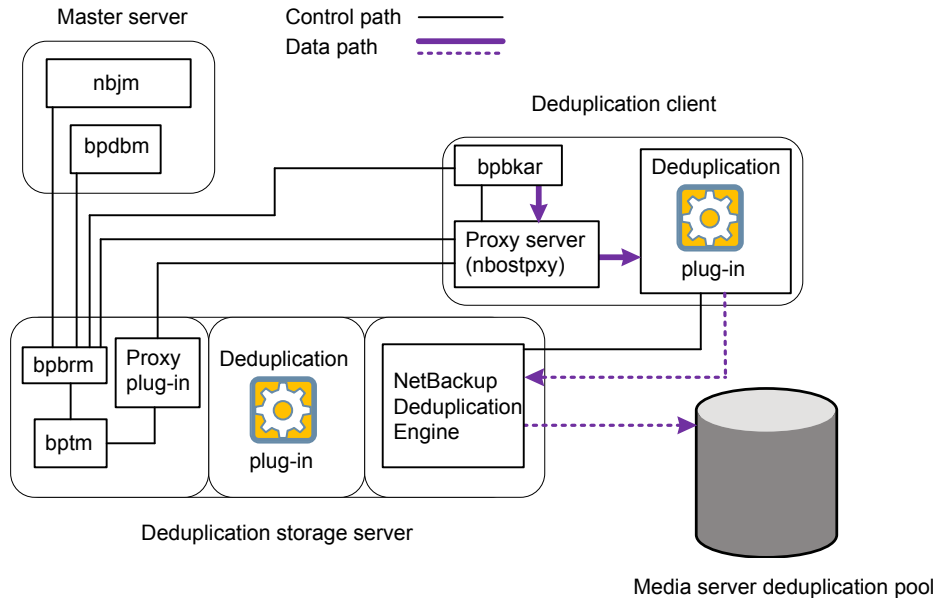 Master server
Control path
Data path
nbjm
bpdbm
Deduplication client
bpbkar
Proxy server
(nbostpxy)
Deduplication
plug-in
bpbrm
Proxy
plug-in
bptm
Deduplication
plug-in
NetBackup
Deduplication
Engine
Deduplication storage server
Media server deduplication pool